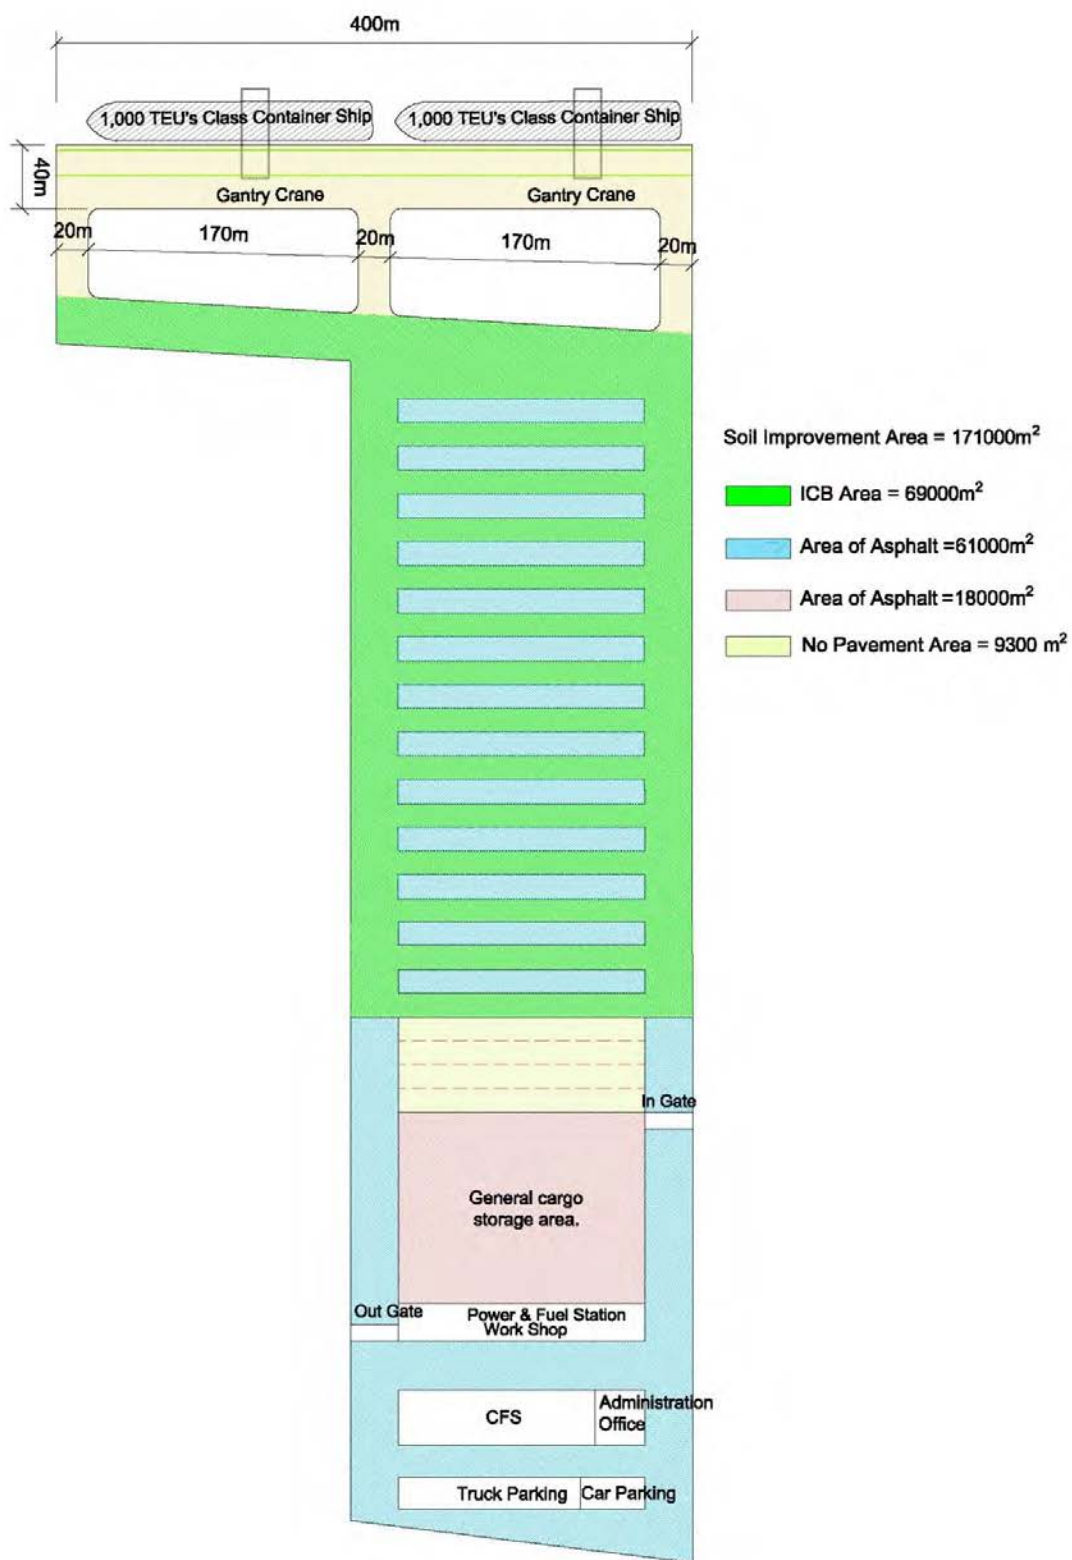 400m
1,000 TEU's Class Container Ship
1,000 TEU's Class Container Ship
40m
Gantry Crane
Gantry Crane
20m
170m
20m
170m
20m
Soil Improvement Area = 171000m²
ICB Area = 69000m²
Area of Asphalt =61000m²
Area of Asphalt =18000m²
No Pavement Area = 9300 m²
In Gate
General cargo
storage area.
Out Gate
Power & Fuel Station
Work Shop
CFS
Administration
Office
Truck Parking
Car Parking